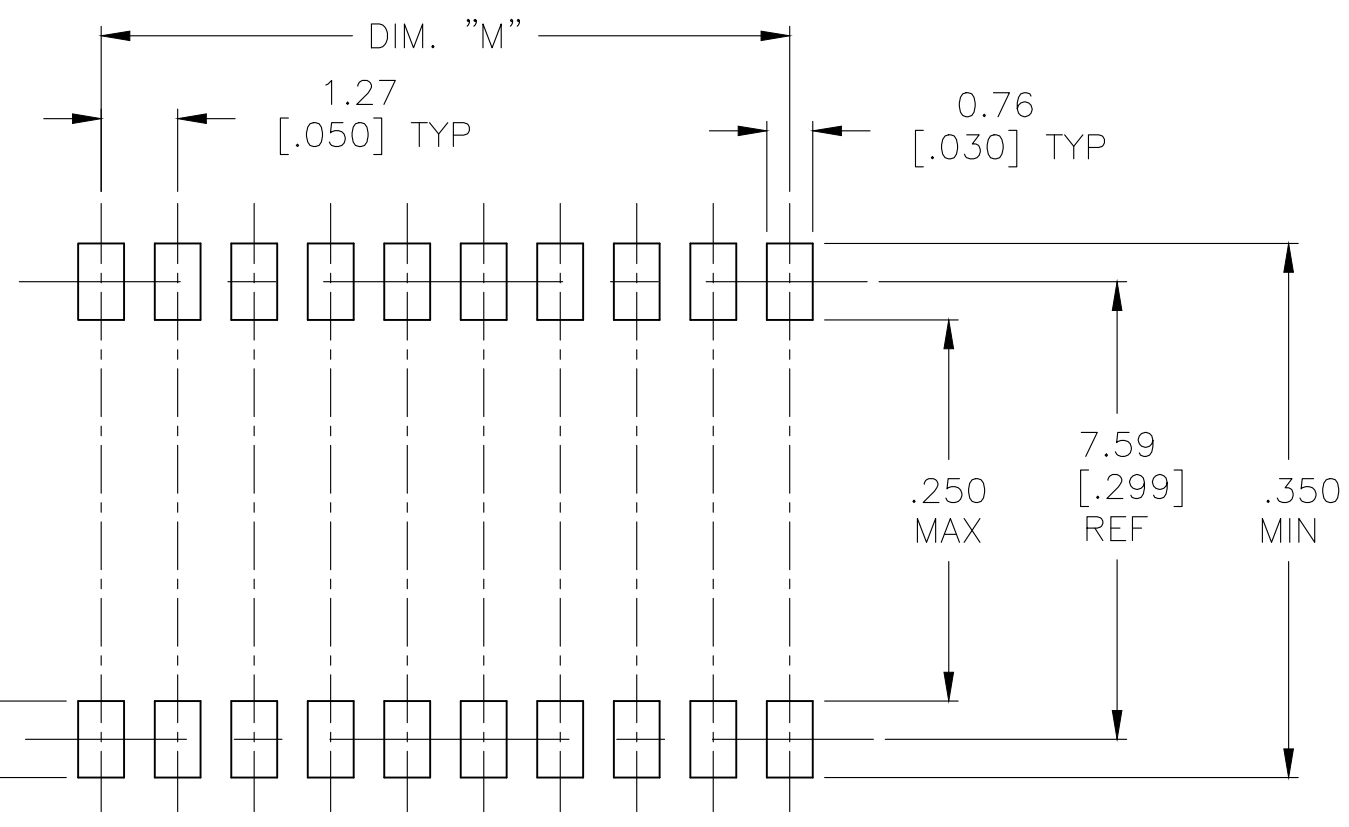 DIM. "M"
1.27
[.050] TYP
0.76
[.030] TYP
.250
MAX
7.59
[.299]
REF
.350
MIN